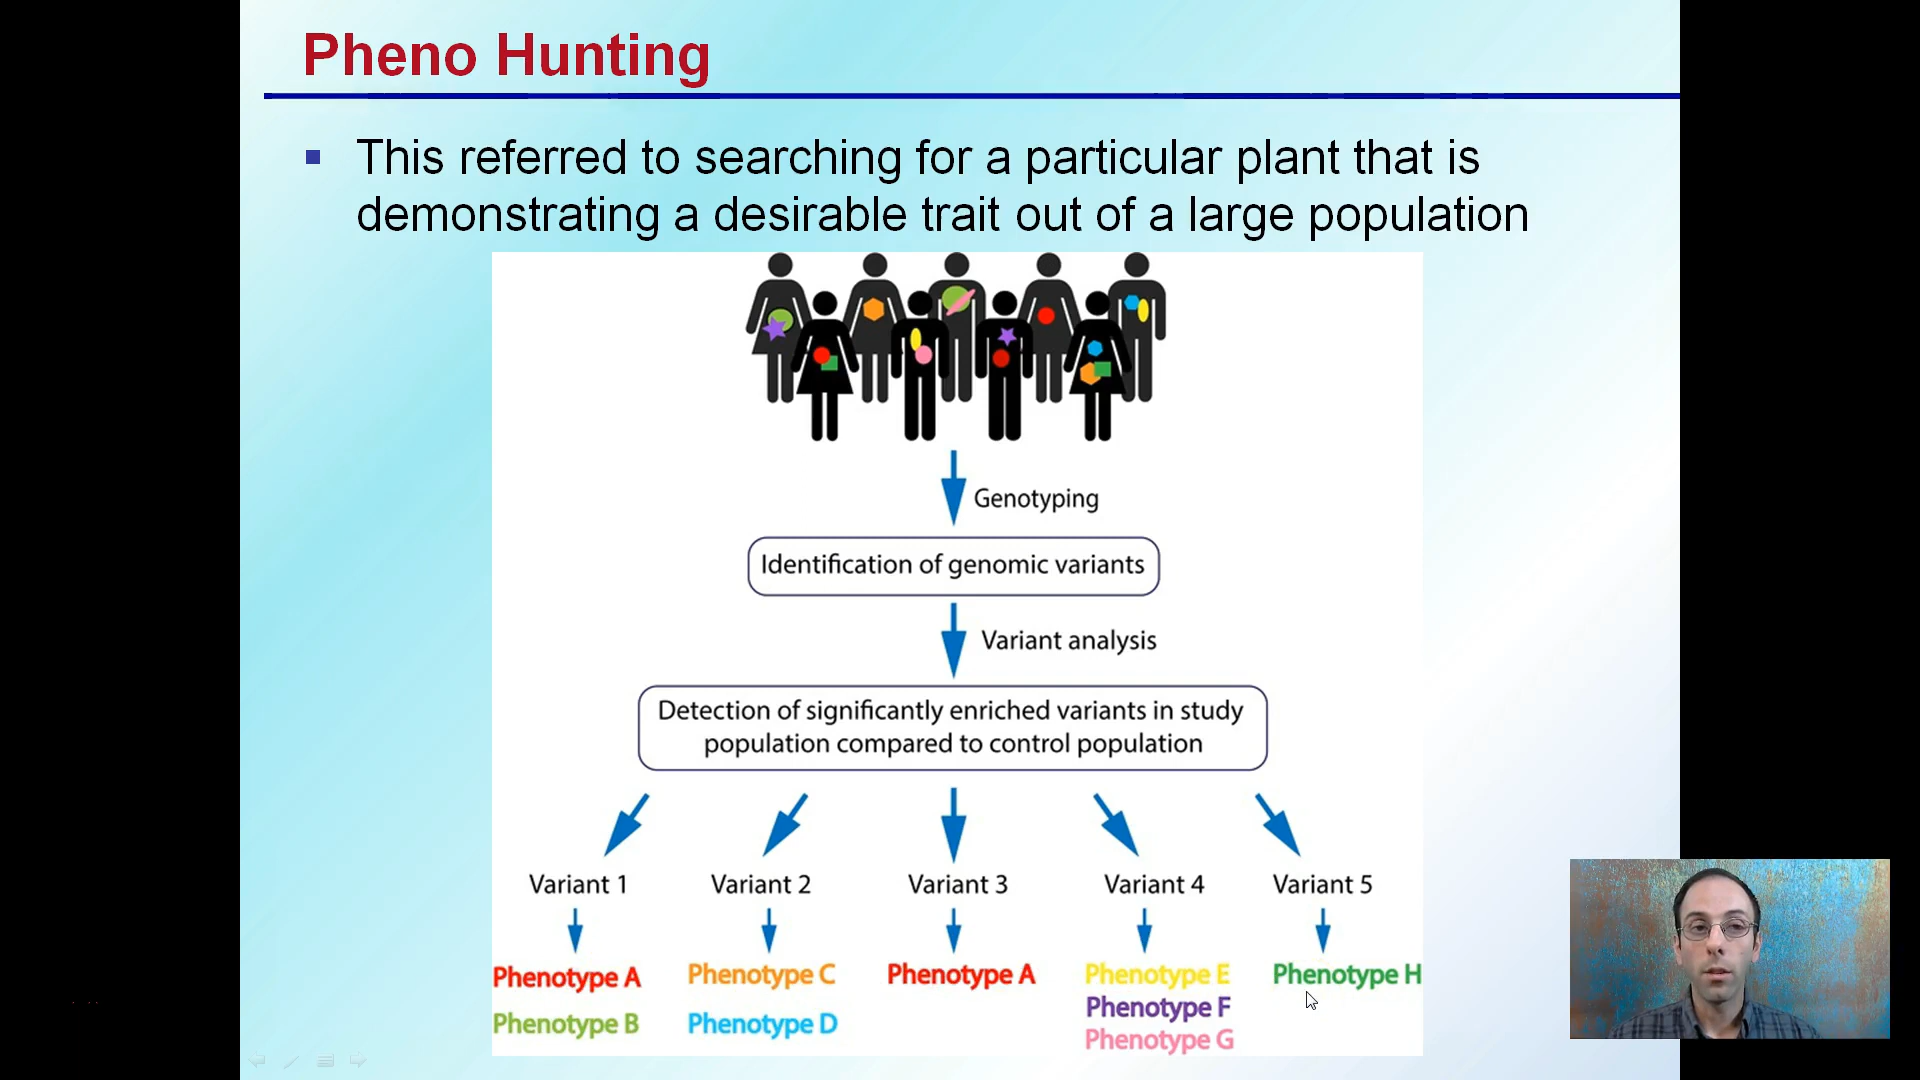 Pheno Hunting
This referred to searching for a particular plant that is
demonstrating a desirable trait out of a large population
Genotyping
Identification of genomic variants
Variant analysis
Detection of significantly enriched variants in study
population compared to control population
Variant 1 Variant 2 Variant 3 Variant 4 Variant 5
Phenotype A Phenotype C Phenotype A Phenotype E Phenotype H
Phenotype F
Phenotype B Phenotype D
Phenotype G